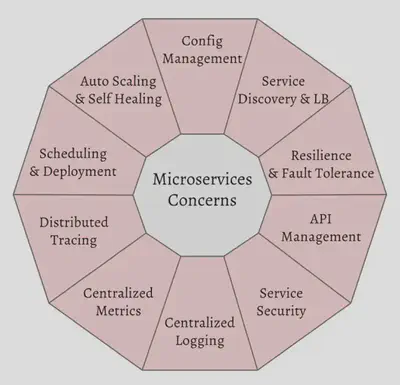 Config
Management
Service
Discovery & LB
Resilience
& Fault Tolerance
API
Management
Service
Security
Centralized
Logging
Centralized
Metrics
Distributed
Tracing
Scheduling
& Deployment
Auto Scaling
& Self Healing
Microservices
Concerns